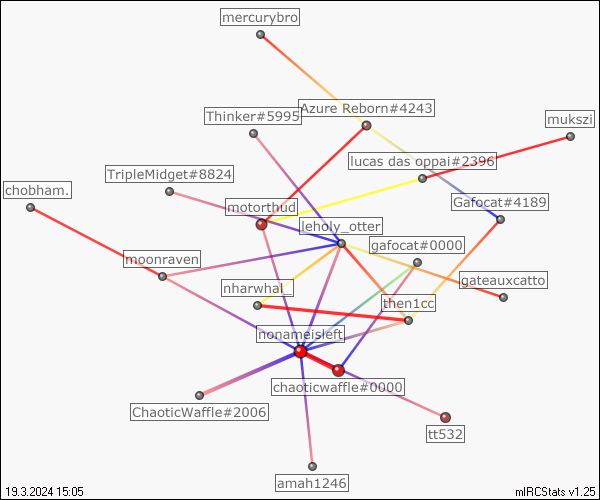 mercurybro
Azure Reborn#4243
Thinker#5995
mukszi
lucas das oppai#2396
TripleMidget#8824
chobham.
Gafocat#4189
motorthud
leholy_otter
gafocat#0000
moonraven
gateauxcatto
nharwhal_
then1cc
nonameisleft
chaoticwaffle#0000
ChaoticWaffle#2006
tt532
amah1246
19.3.2024 15:05
mIRCStats v1.25